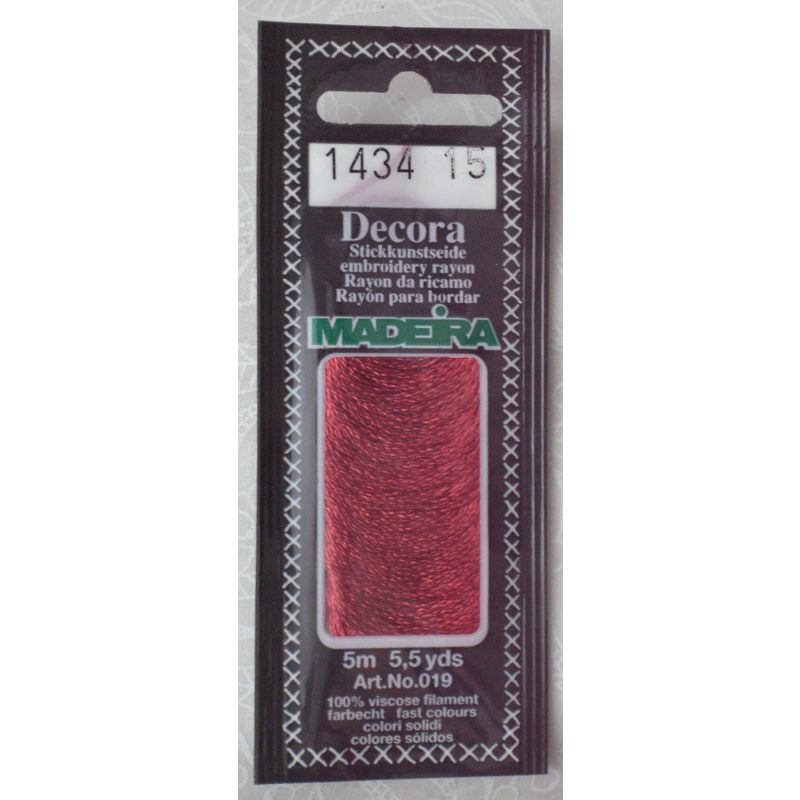 1434 15
Decora
Stickkunstseide
embroidery rayon
Rayon da ricamo
Rayón para bordar
MADEIRA
5m 5,5 yds
Art.No.019
100% viscose filament
farbecht fast colours
colori solidi
colores sólidos